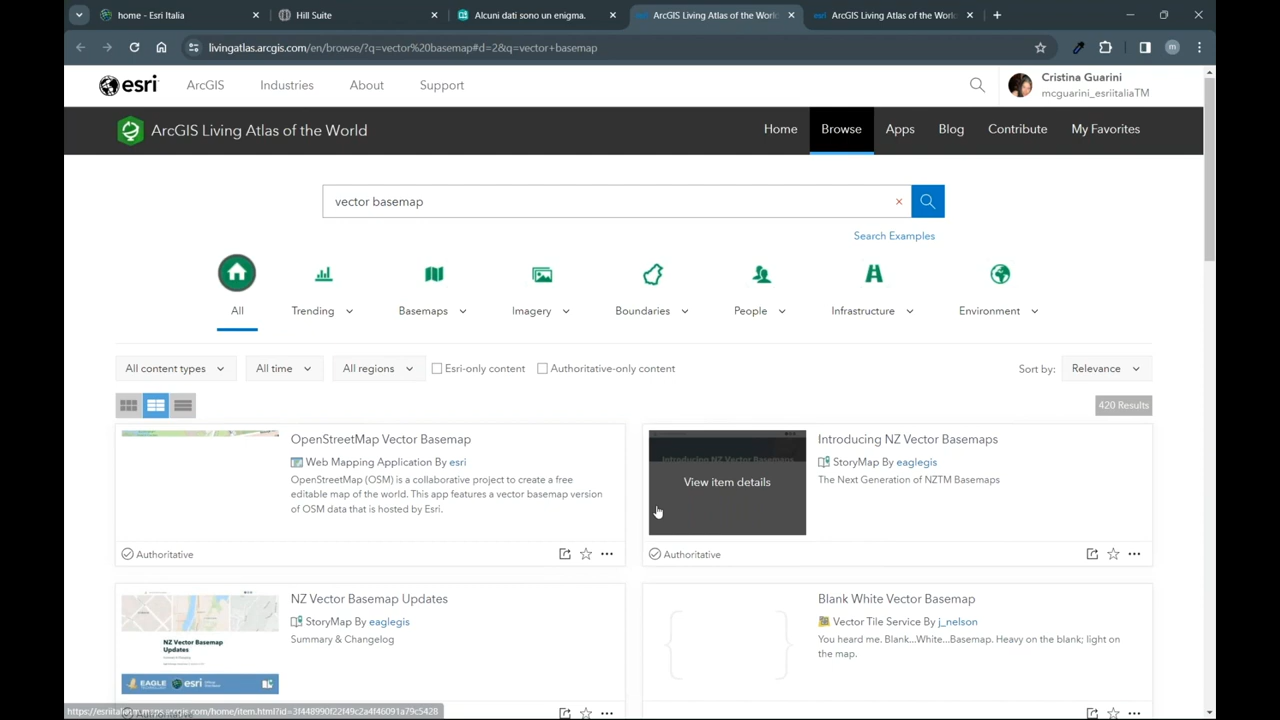 home - Esri Italia
Hill Suite
Alcuni dati sono un enigma.
ArcGIS Living Atlas of the World
ArcGIS Living Atlas of the World
livingatlas.arcgis.com/en/browse/?q=vector%20basemap#d=2&q=vector+basemap
m
esri
ArcGIS
Industries
About
Support
Cristina Guarini
mcguarini_esriitaliaTM
ArcGIS Living Atlas of the World
Home
Browse
Apps
Blog
Contribute
My Favorites
vector basemap
Search Examples
All
Trending
Basemaps
Imagery
Boundaries
People
Infrastructure
Environment
All content types
All time
All regions
Esri-only content
Authoritative-only content
Sort by:
Relevance
420 Results
OpenStreetMap Vector Basemap
Web Mapping Application By esri
OpenStreetMap (OSM) is a collaborative project to create a free
editable map of the world. This app features a vector basemap version
of OSM data that is hosted by Esri.
Authoritative
Introducing NZ Vector Basemaps
View item details
Introducing NZ Vector Basemaps
StoryMap By eaglegis
The Next Generation of NZTM Basemaps
Authoritative
NZ Vector Basemap
Updates
EAGLE
esri
NZ Vector Basemap Updates
StoryMap By eaglegis
Summary & Changelog
Blank White Vector Basemap
Vector Tile Service By j_nelson
You heard me. Blank...White...Basemap. Heavy on the blank; light on
the map.